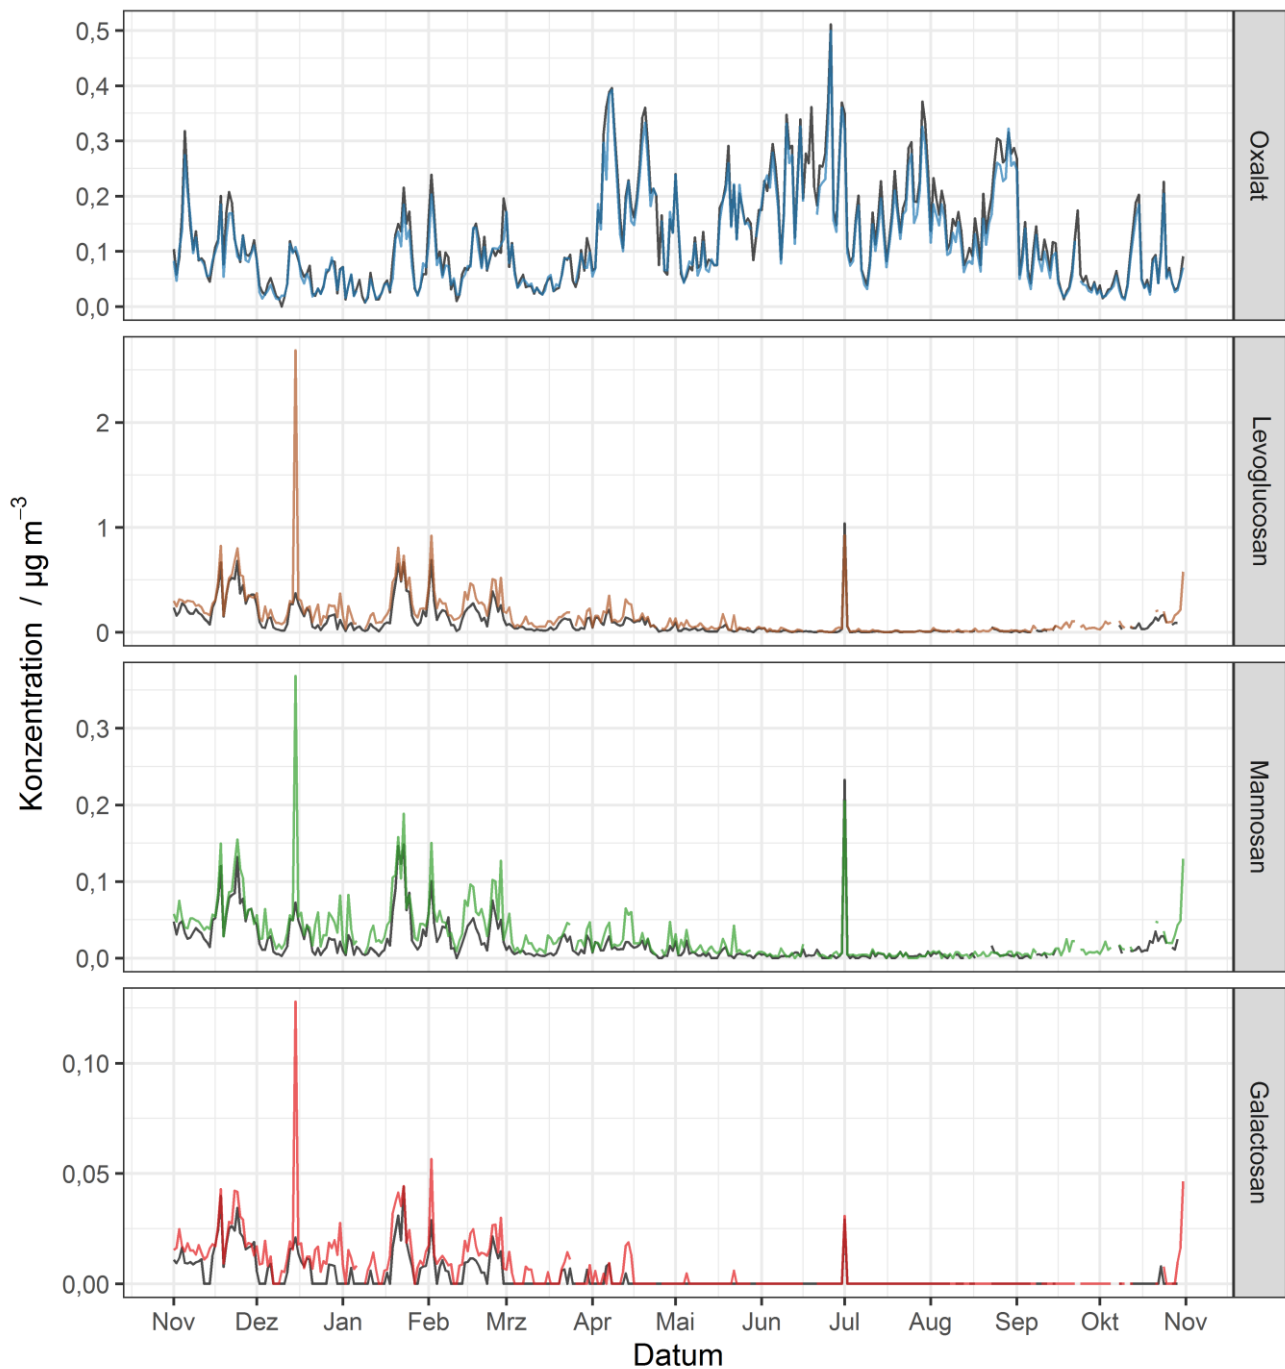 0,5
0,4
0,3
0,2
0,1
0,0
Oxalat
2
1
0
Levoglucosan
0,3
0,2
0,1
0,0
Mannosan
0,10
0,05
0,00
Galactosan
Konzentration / µg m⁻³
Nov Dez Jan Feb Mrz Apr Mai Jun Jul Aug Sep Okt Nov
Datum